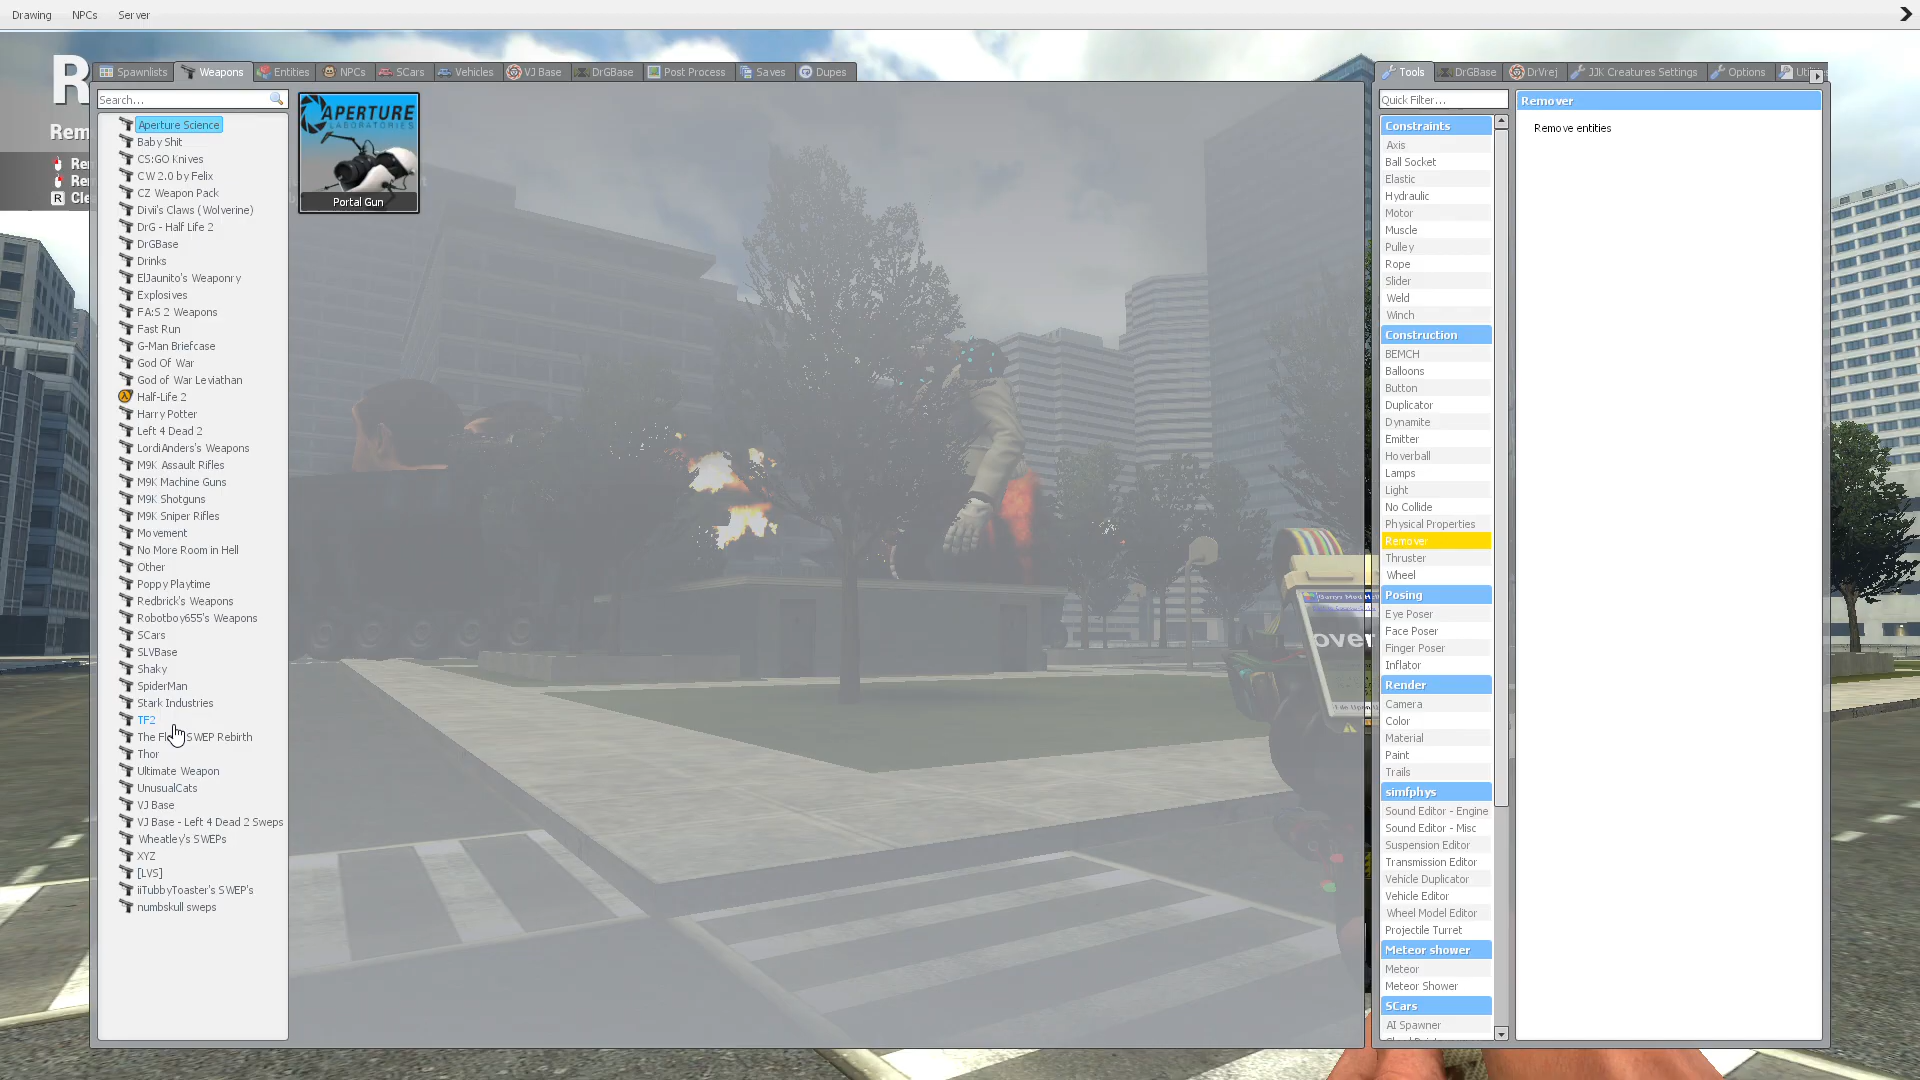 Drawing NPCs Server
R
Rem
Re
Re
R Cle
Spawnlists Weapons Entities NPCs SCars Vehicles VJ Base DrGBase Post Process Saves Dupes
Search...
Aperture Science
Baby Shit
CS:GO Knives
CW 2.0 by Felix
CZ Weapon Pack
Divii's Claws (Wolverine)
DrG - Half Life 2
DrGBase
Drinks
ElJaunito's Weaponry
Explosives
FA:S 2 Weapons
Fast Run
G-Man Briefcase
God Of War
God of War Leviathan
Half-Life 2
Harry Potter
Left 4 Dead 2
LordiAnders's Weapons
M9K Assault Rifles
M9K Machine Guns
M9K Shotguns
M9K Sniper Rifles
Movement
No More Room in Hell
Other
Poppy Playtime
Redbrick's Weapons
Robotboy655's Weapons
SCars
SLVBase
Shaky
SpiderMan
Stark Industries
TF2
The Fl SWEP Rebirth
Thor
Ultimate Weapon
UnusualCats
VJ Base
VJ Base - Left 4 Dead 2 Sweps
Wheatley's SWEPs
XYZ
[LVS]
iiTubbyToaster's SWEP's
numbskull sweps
APERTURE
LABORATORIES
Portal Gun
over
Tools DrGBase DrVrej JJK Creatures Settings Options Uti
Quick Filter...
Constraints
Axis
Ball Socket
Elastic
Hydraulic
Motor
Muscle
Pulley
Rope
Slider
Weld
Winch
Construction
BEMCH
Balloons
Button
Duplicator
Dynamite
Emitter
Hoverball
Lamps
Light
No Collide
Physical Properties
Remover
Thruster
Wheel
Posing
Eye Poser
Face Poser
Finger Poser
Inflator
Render
Camera
Color
Material
Paint
Trails
simfphys
Sound Editor - Engine
Sound Editor - Misc
Suspension Editor
Transmission Editor
Vehicle Duplicator
Vehicle Editor
Wheel Model Editor
Projectile Turret
Meteor shower
Meteor
Meteor Shower
SCars
AI Spawner
Remover
Remove entities